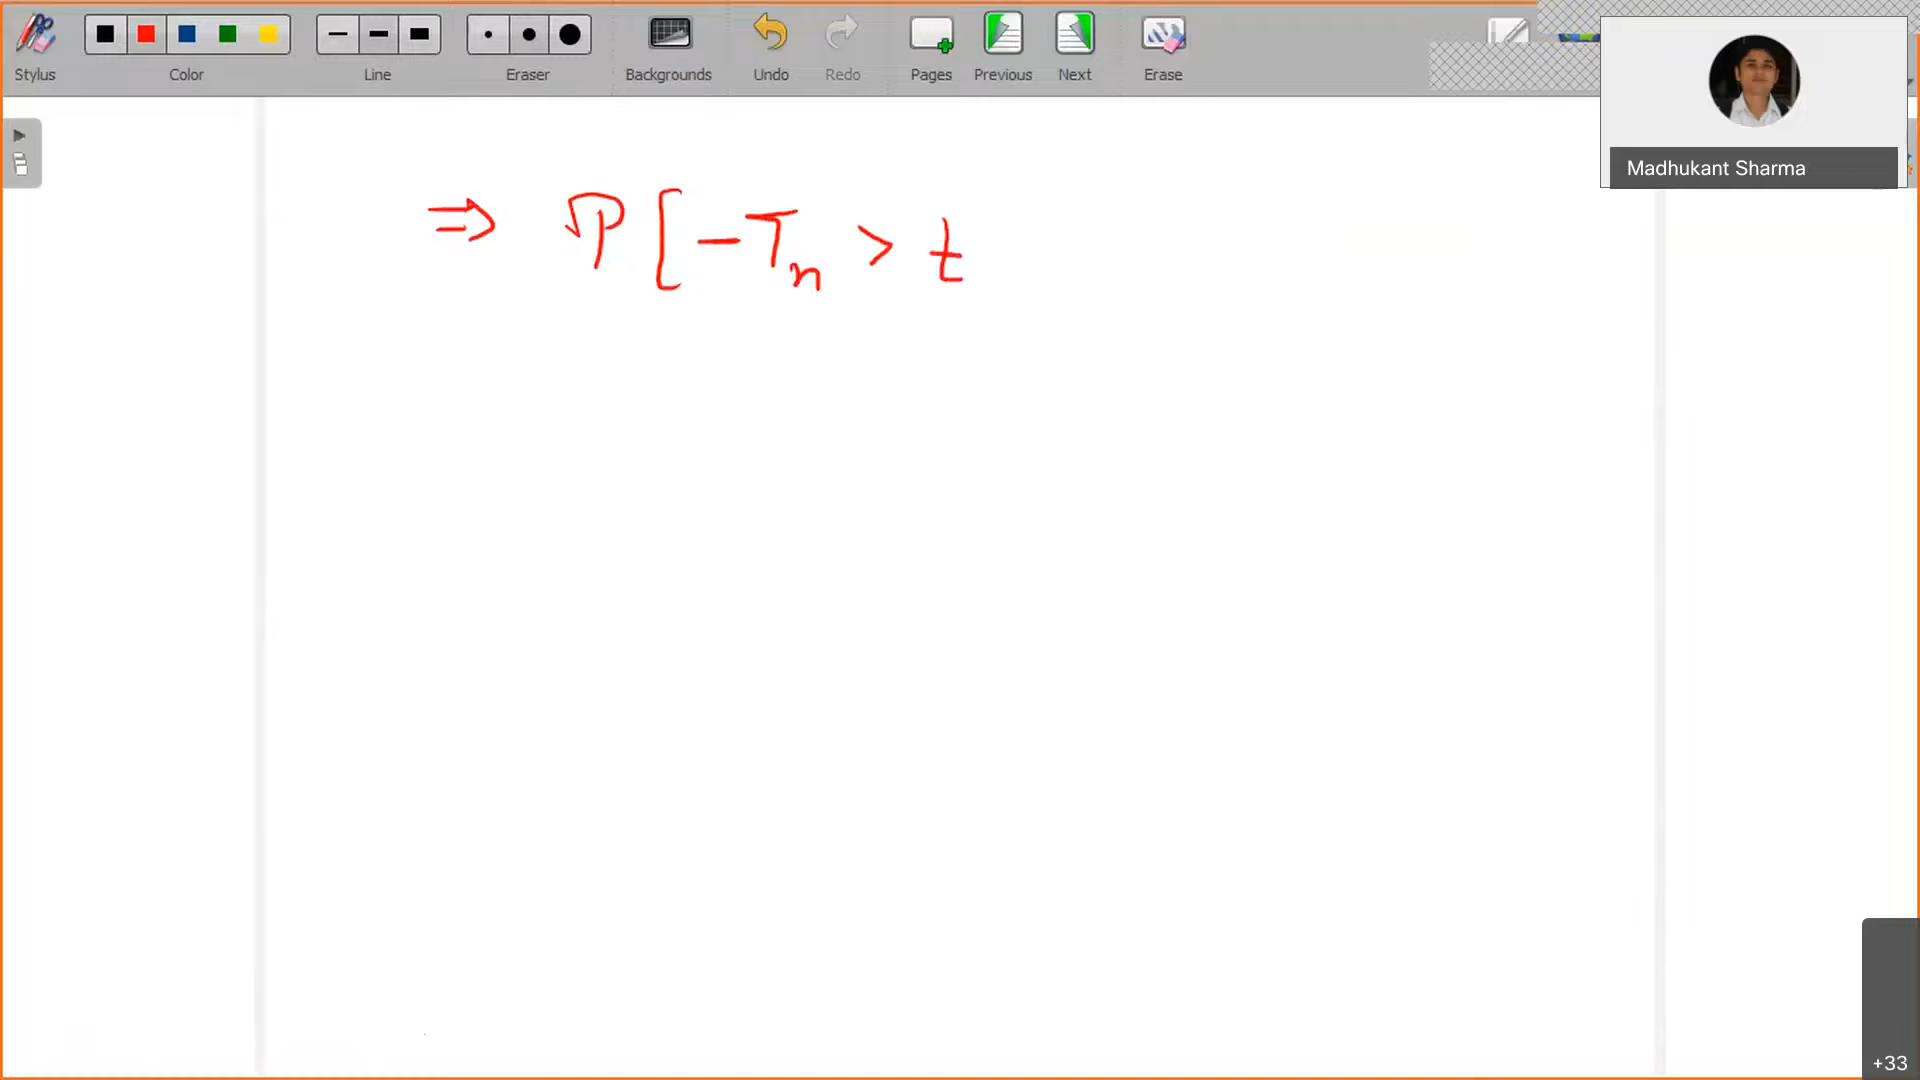 Stylus Color Line Eraser Backgrounds Undo Redo Pages Previous Next Erase
Madhukant Sharma
⇒ P [ -Tn > t
+33